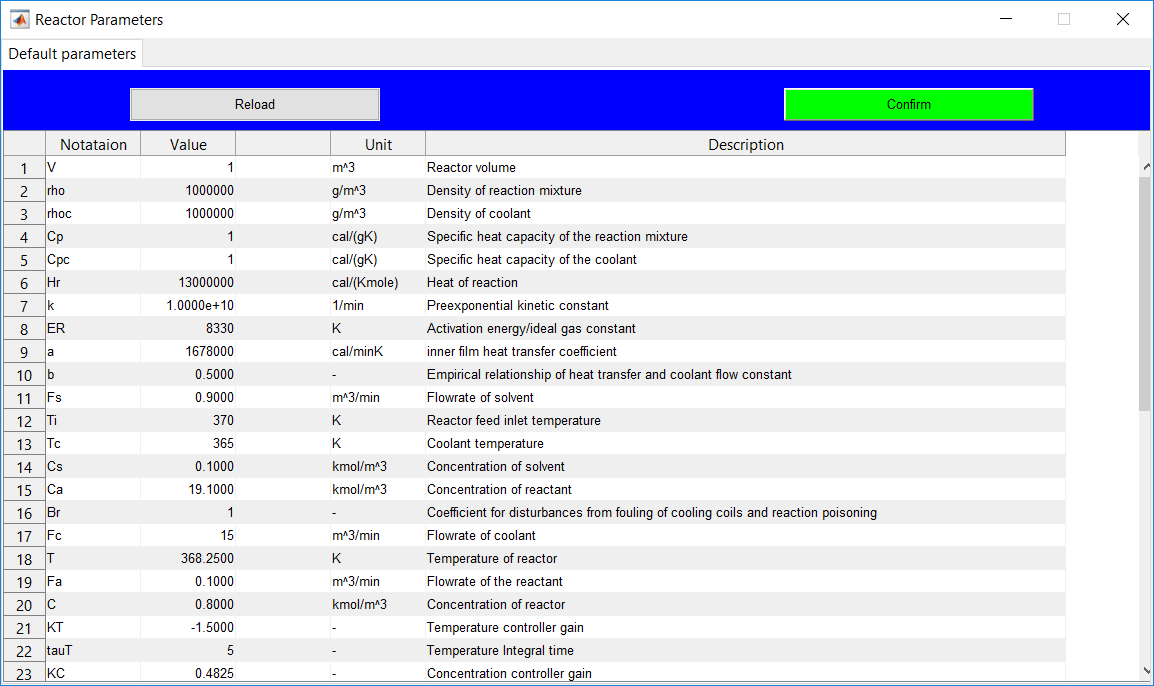 Reactor Parameters
Default parameters
Reload Confirm
Notataion Value Unit Description
1 V 1 m^3 Reactor volume
2 rho 1000000 g/m^3 Density of reaction mixture
3 rhoc 1000000 g/m^3 Density of coolant
4 Cp 1 cal/(gK) Specific heat capacity of the reaction mixture
5 Cpc 1 cal/(gK) Specific heat capacity of the coolant
6 Hr 13000000 cal/(Kmole) Heat of reaction
7 k 1.0000e+10 1/min Preexponential kinetic constant
8 ER 8330 K Activation energy/ideal gas constant
9 a 1678000 cal/minK inner film heat transfer coefficient
10 b 0.5000 - Empirical relationship of heat transfer and coolant flow constant
11 Fs 0.9000 m^3/min Flowrate of solvent
12 Ti 370 K Reactor feed inlet temperature
13 Tc 365 K Coolant temperature
14 Cs 0.1000 kmol/m^3 Concentration of solvent
15 Ca 19.1000 kmol/m^3 Concentration of reactant
16 Br 1 - Coefficient for disturbances from fouling of cooling coils and reaction poisoning
17 Fc 15 m^3/min Flowrate of coolant
18 T 368.2500 K Temperature of reactor
19 Fa 0.1000 m^3/min Flowrate of the reactant
20 C 0.8000 kmol/m^3 Concentration of reactor
21 KT -1.5000 - Temperature controller gain
22 tauT 5 - Temperature Integral time
23 KC 0.4825 - Concentration controller gain